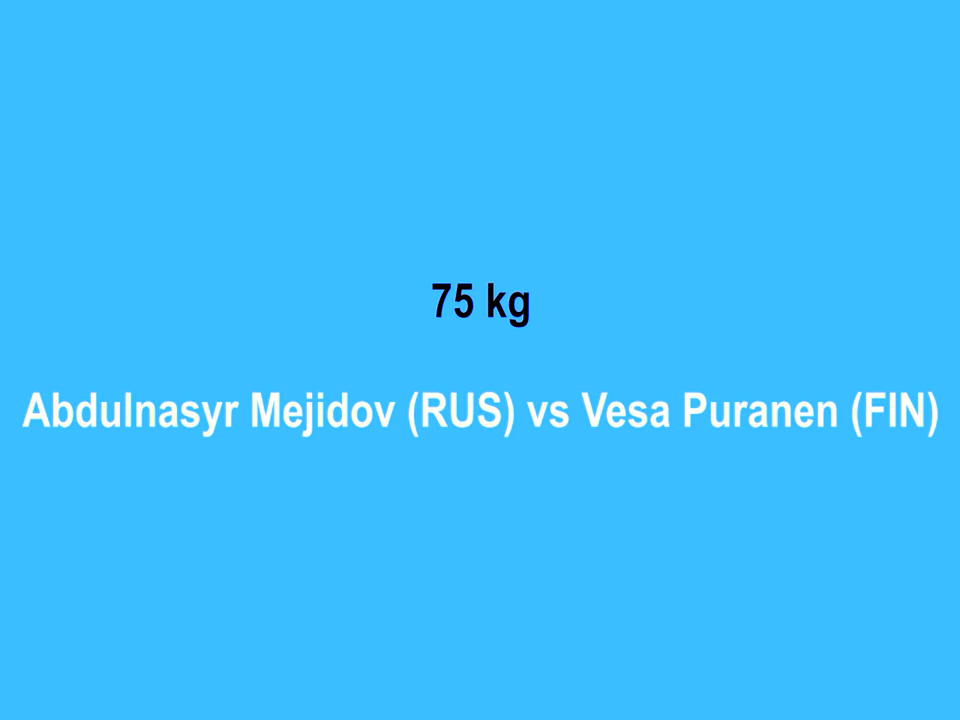 75 kg
Abdulnasyr Mejidov (RUS) vs Vesa Puranen (FIN)